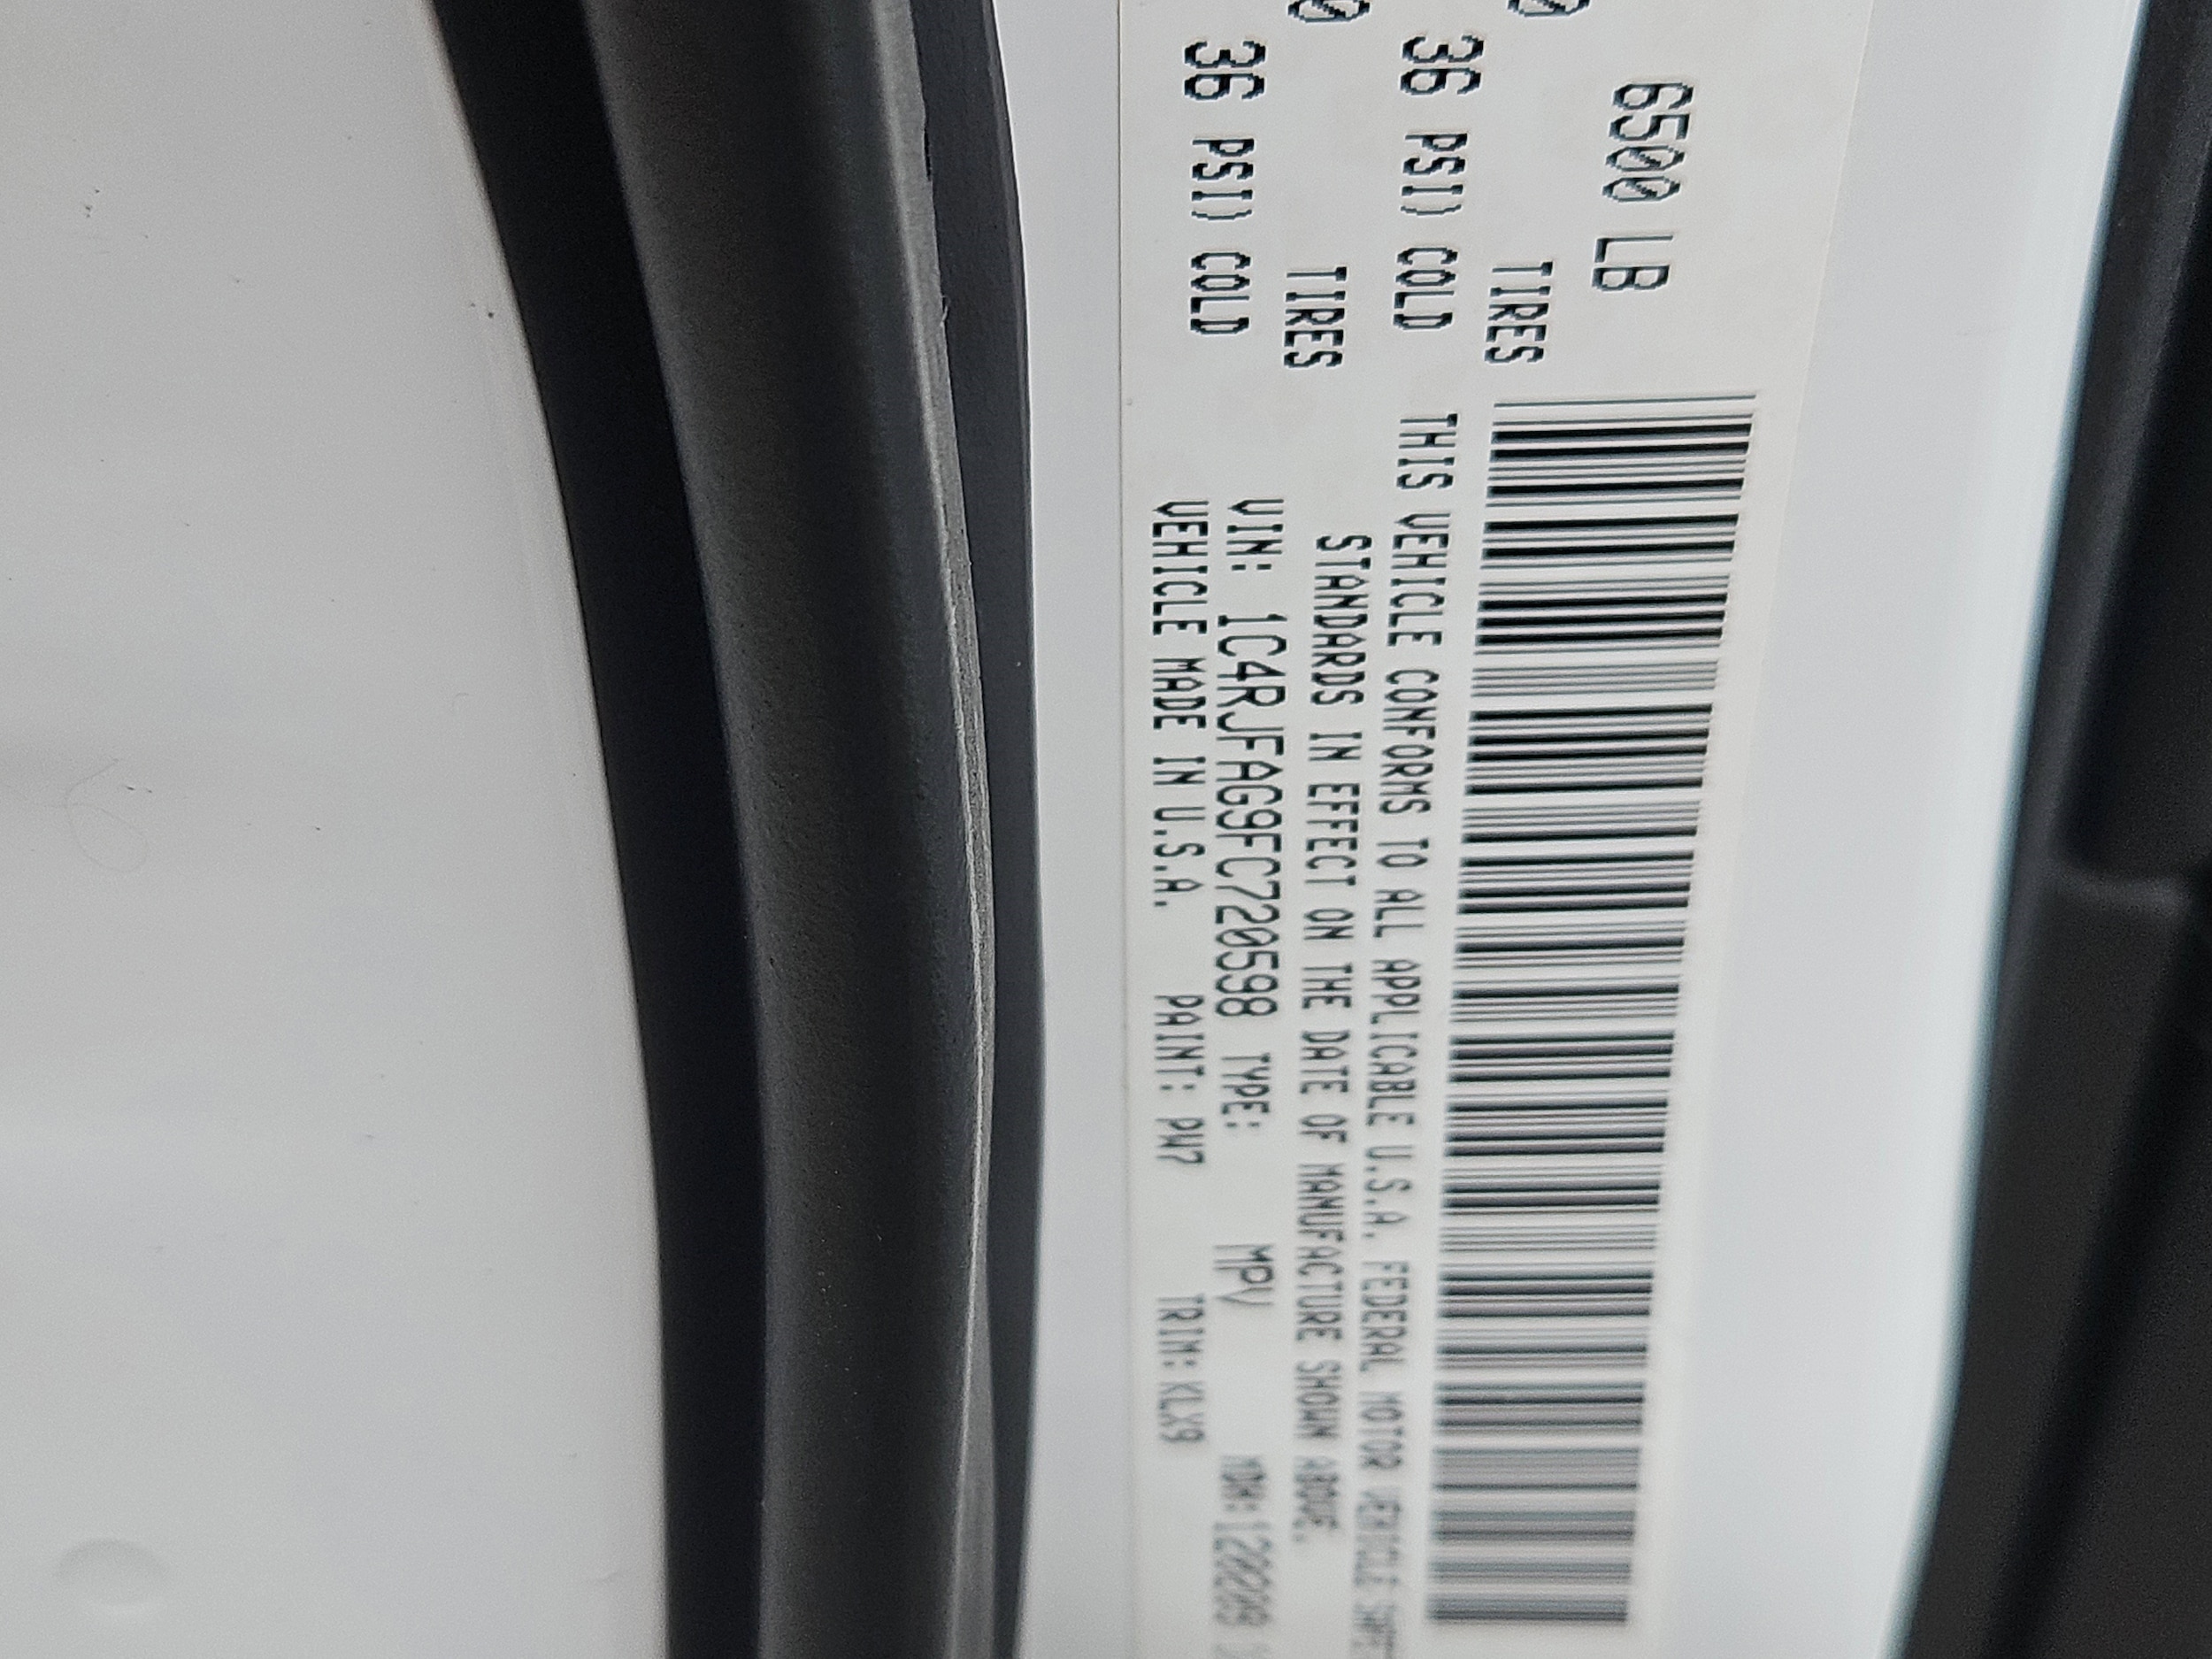 6500 LB
TIRES
36 PSI) COLD
TIRES
36 PSI) COLD
THIS VEHICLE CONFORMS TO ALL APPLICABLE U.S.A. FEDERAL MOTOR VEHICLE
STANDARDS IN EFFECT ON THE DATE OF MANUFACTURE SHOWN ABOVE.
VIN: 1C4RJFAG9FC720598 TYPE: MPV MDH:
VEHICLE MADE IN U.S.A. PAINT: PW7 TRIM:KLX9